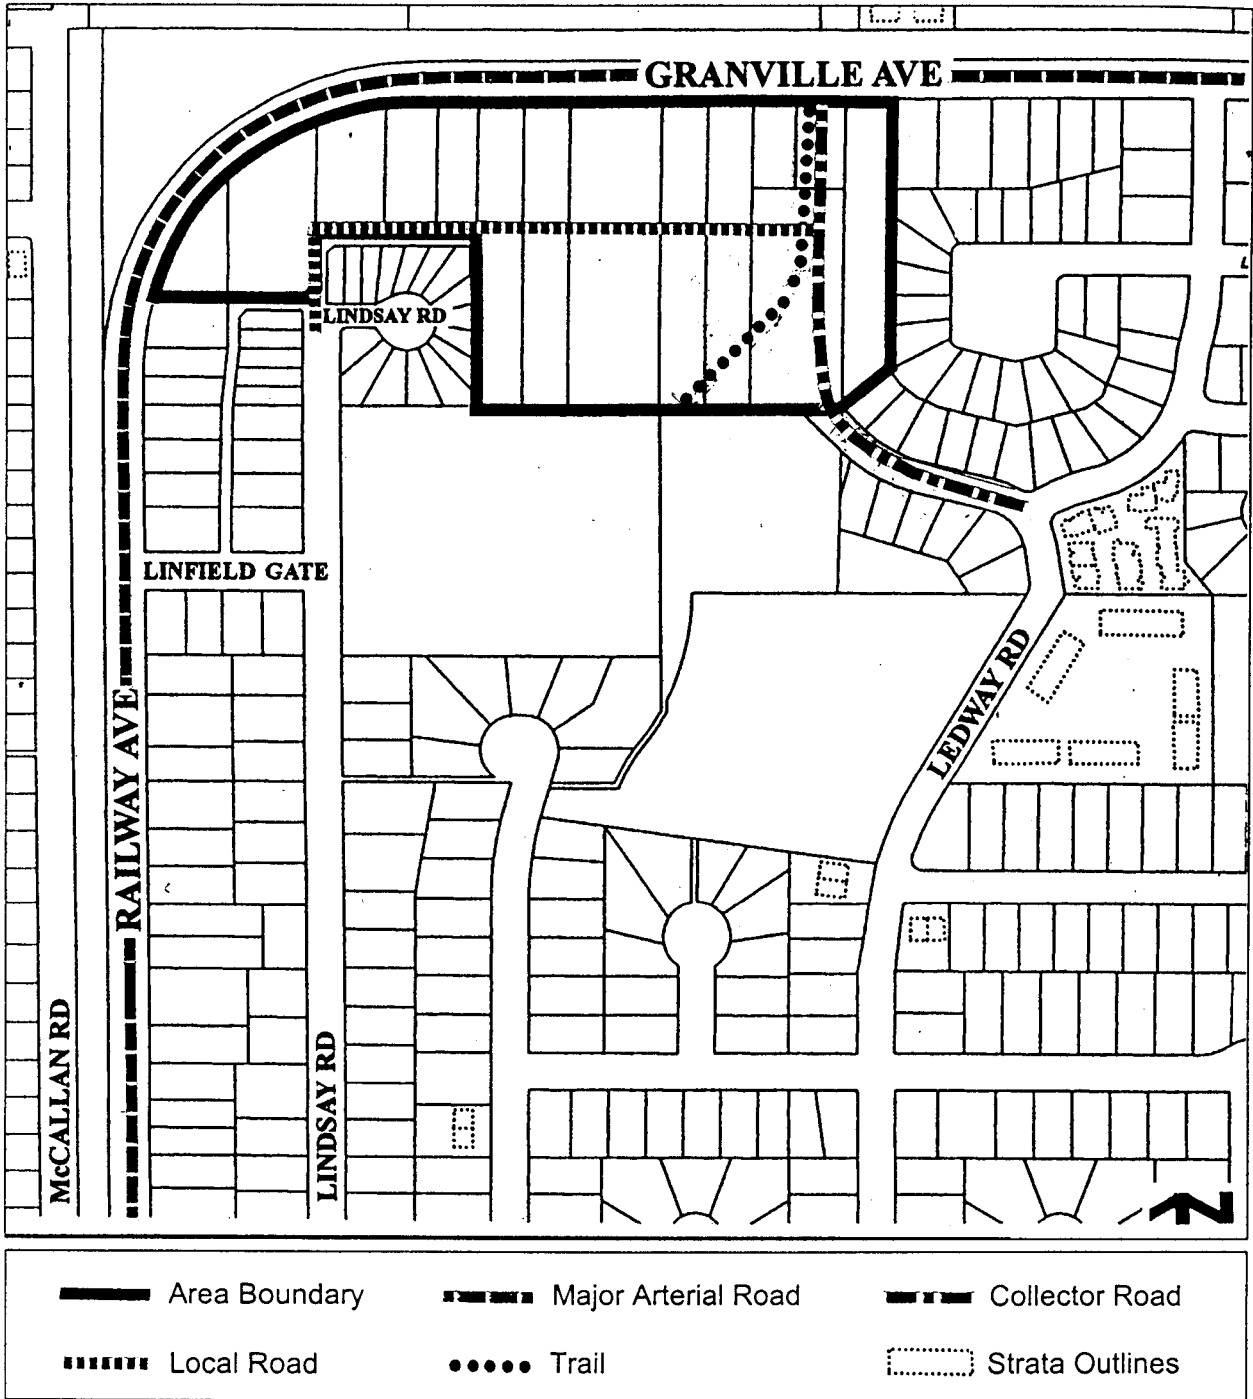 GRANVILLE AVE
LINDSAY RD
LINFIELD GATE
RAILWAY AVE
LEDWAY RD
McCALLAN RD
LINDSAY RD
Area Boundary
Major Arterial Road
Collector Road
Local Road
Trail
Strata Outlines